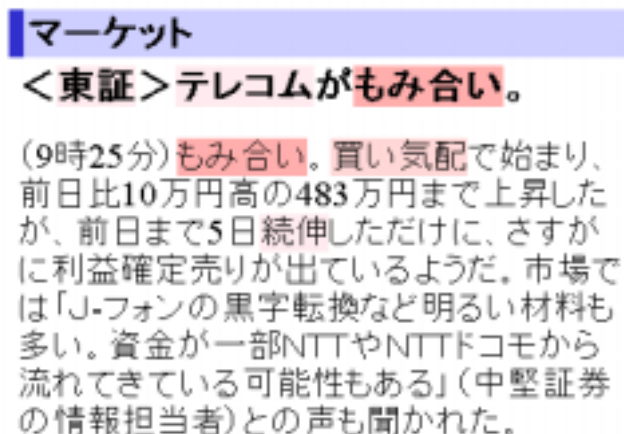 マーケット
＜東証＞テレコムがもみ合い。
(9時25分)もみ合い。買い気配で始まり、
前日比10万円高の483万円まで上昇した
が、前日まで5日続伸しただけに、さすが
に利益確定売りが出ているようだ。市場で
は「J-フォンの黒字転換など明るい材料も
多い。資金が一部NTTやNTTドコモから
流れてきている可能性もある」(中堅証券
の情報担当者)との声も聞かれた。